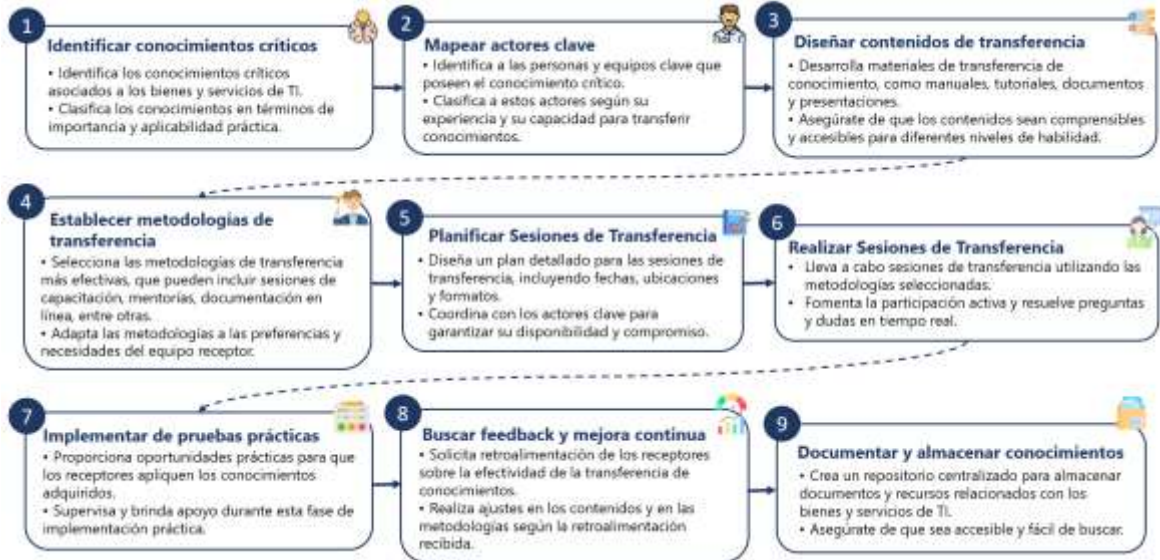 1
Identificar conocimientos críticos
• Identifica los conocimientos críticos
asociados a los bienes y servicios de TI.
• Clasifica los conocimientos en términos de
importancia y aplicabilidad práctica.
2
Mapear actores clave
• Identifica a las personas y equipos clave que
poseen el conocimiento crítico.
• Clasifica a estos actores según su
experiencia y su capacidad para transferir
conocimientos.
3
Diseñar contenidos de transferencia
• Desarrolla materiales de transferencia de
conocimiento, como manuales, tutoriales, documentos
y presentaciones.
• Asegúrate de que los contenidos sean comprensibles
y accesibles para diferentes niveles de habilidad.
4
Establecer metodologías de
transferencia
• Selecciona las metodologías de transferencia
más efectivas, que pueden incluir sesiones de
capacitación, mentorías, documentación en
línea, entre otras.
• Adapta las metodologías a las preferencias y
necesidades del equipo receptor.
5
Planificar Sesiones de Transferencia
• Diseña un plan detallado para las sesiones de
transferencia, incluyendo fechas, ubicaciones
y formatos.
• Coordina con los actores clave para
garantizar su disponibilidad y compromiso.
6
Realizar Sesiones de Transferencia
• Lleva a cabo sesiones de transferencia utilizando las
metodologías seleccionadas.
• Fomenta la participación activa y resuelve preguntas
y dudas en tiempo real.
7
Implementar de pruebas prácticas
• Proporciona oportunidades prácticas para que
los receptores apliquen los conocimientos
adquiridos.
• Supervisa y brinda apoyo durante esta fase de
implementación práctica.
8
Buscar feedback y mejora continua
• Solicita retroalimentación de los receptores
sobre la efectividad de la transferencia de
conocimientos.
• Realiza ajustes en los contenidos y en las
metodologías según la retroalimentación
recibida.
9
Documentar y almacenar conocimientos
• Crea un repositorio centralizado para almacenar
documentos y recursos relacionados con los
bienes y servicios de TI.
• Asegúrate de que sea accesible y fácil de buscar.